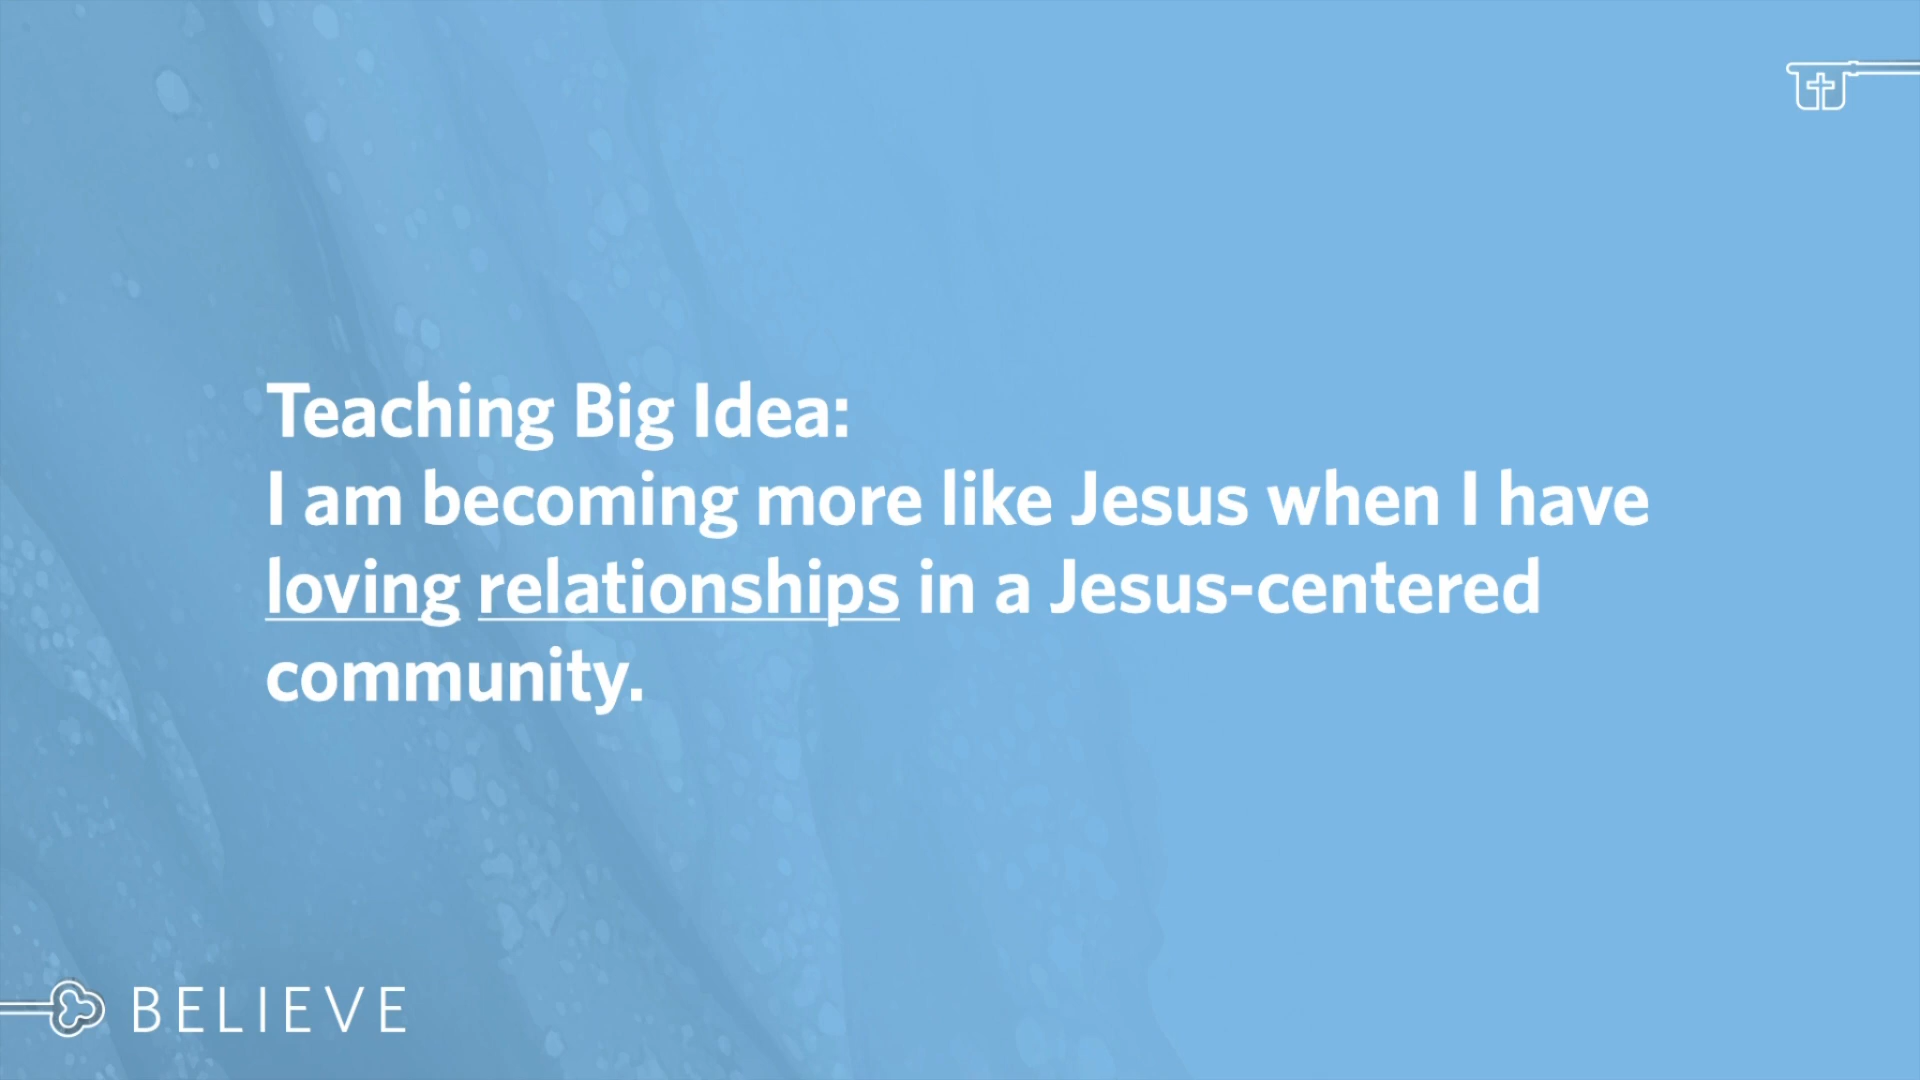 Teaching Big Idea:
I am becoming more like Jesus when I have
loving relationships in a Jesus-centered
community.
BELIEVE